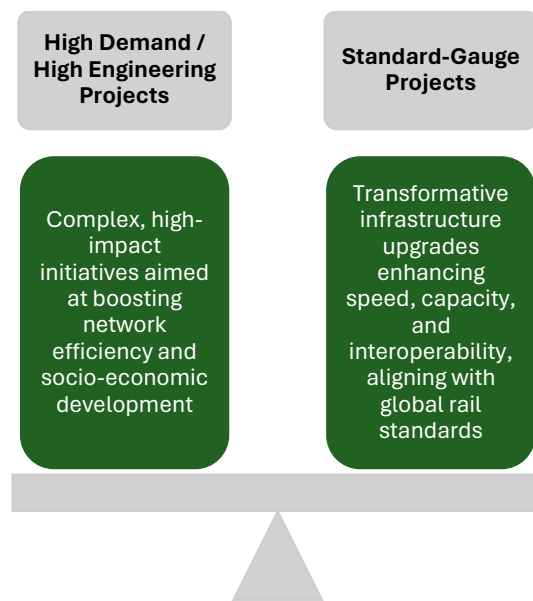 High Demand /
High Engineering
Projects
Standard-Gauge
Projects
Complex, high-
impact
initiatives aimed
at boosting
network
efficiency and
socio-economic
development
Transformative
infrastructure
upgrades
enhancing
speed, capacity,
and
interoperability,
aligning with
global rail
standards